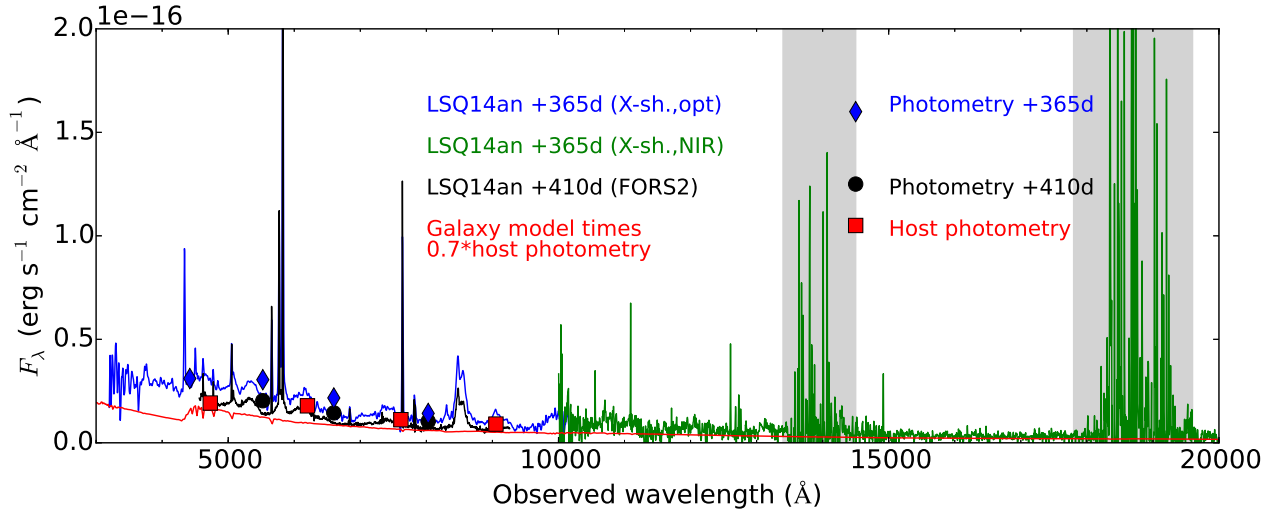 1e−16
2.0
1.5
1.0
0.5
0.0
F_λ (erg s⁻¹ cm⁻² Å⁻¹)
LSQ14an +365d (X-sh.,opt)
LSQ14an +365d (X-sh.,NIR)
LSQ14an +410d (FORS2)
Galaxy model times
0.7*host photometry
Photometry +365d
Photometry +410d
Host photometry
5000 10000 15000 20000
Observed wavelength (Å)